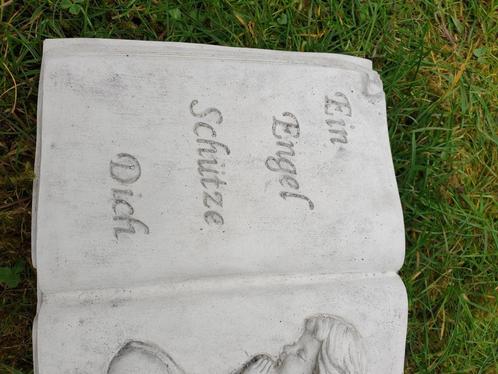 Ein
Engel
Schütze
Dich